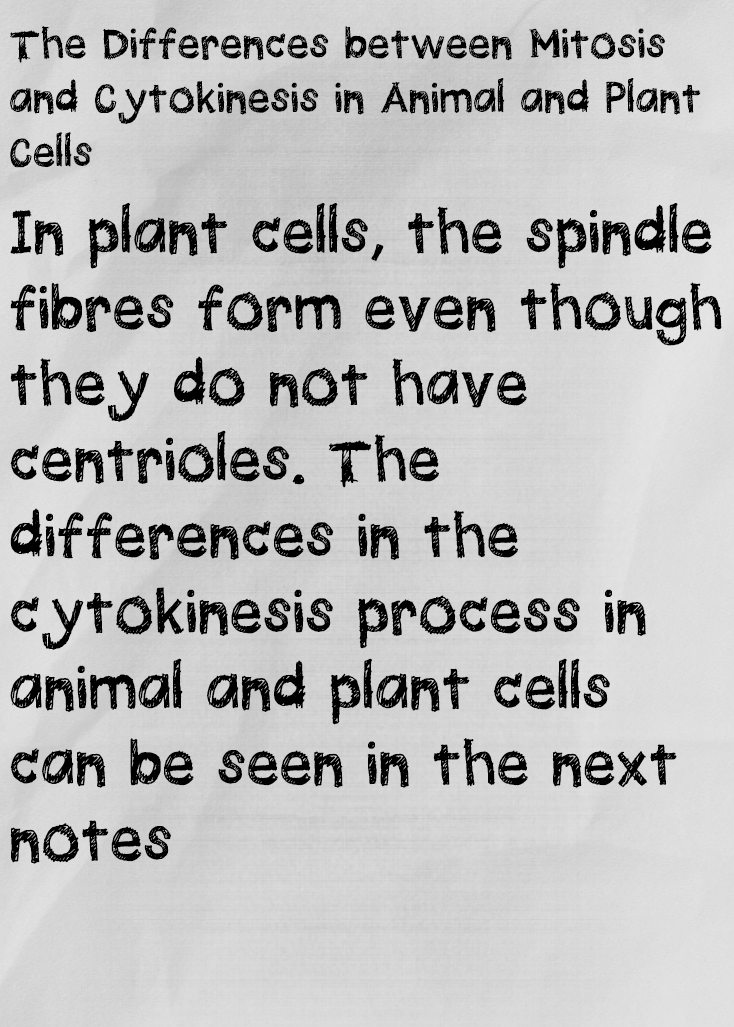 The Differences between Mitosis
and Cytokinesis in Animal and Plant
Cells
In plant cells, the spindle
fibres form even though
they do not have
centrioles. The
differences in the
cytokinesis process in
animal and plant cells
can be seen in the next
notes